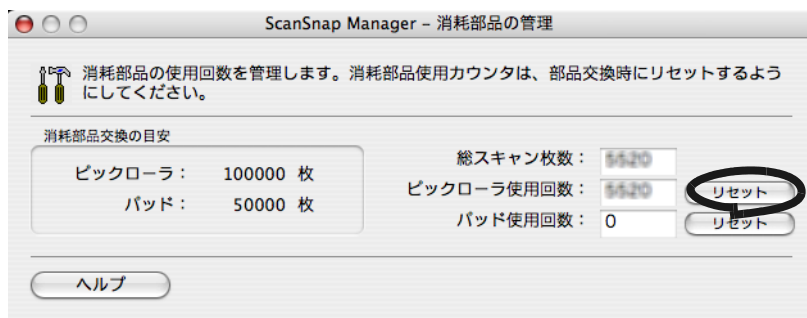 ScanSnap Manager – 消耗部品の管理
消耗部品の使用回数を管理します。消耗部品使用カウンタは、部品交換時にリセットするよう
にしてください。
消耗部品交換の目安
ピックローラ： 100000 枚
パッド： 50000 枚
総スキャン枚数：
ピックローラ使用回数： リセット
パッド使用回数： 0 リセット
ヘルプ